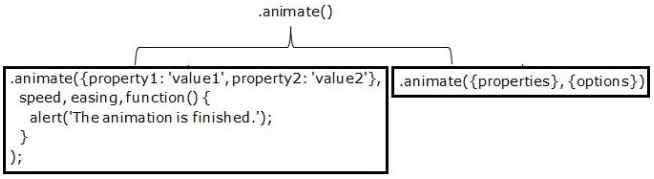 .animate()
.animate({property1: 'value1', property2: 'value2'},
speed, easing, function() {
alert('The animation is finished.');
}
);
.animate({properties}, {options})